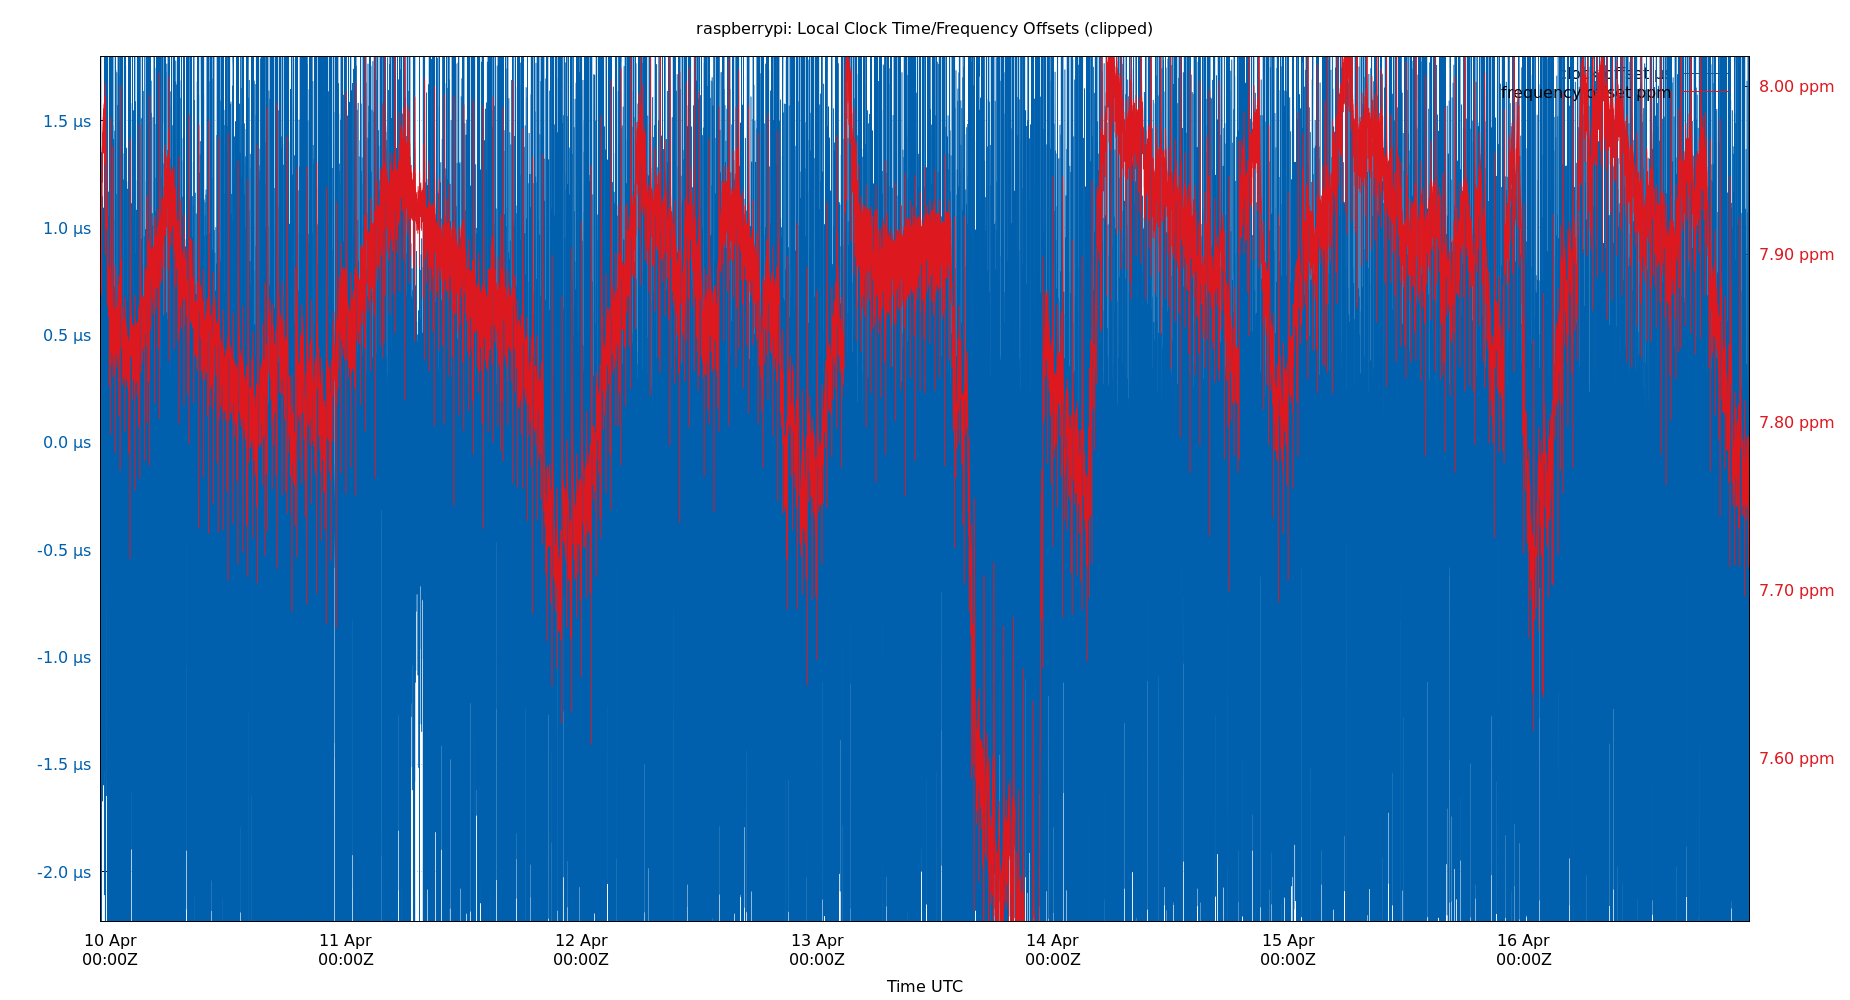 raspberrypi: Local Clock Time/Frequency Offsets (clipped)
clock offset µs
frequency offset ppm
1.5 µs
1.0 µs
0.5 µs
0.0 µs
-0.5 µs
-1.0 µs
-1.5 µs
-2.0 µs
8.00 ppm
7.90 ppm
7.80 ppm
7.70 ppm
7.60 ppm
10 Apr
00:00Z
11 Apr
00:00Z
12 Apr
00:00Z
13 Apr
00:00Z
14 Apr
00:00Z
15 Apr
00:00Z
16 Apr
00:00Z
Time UTC